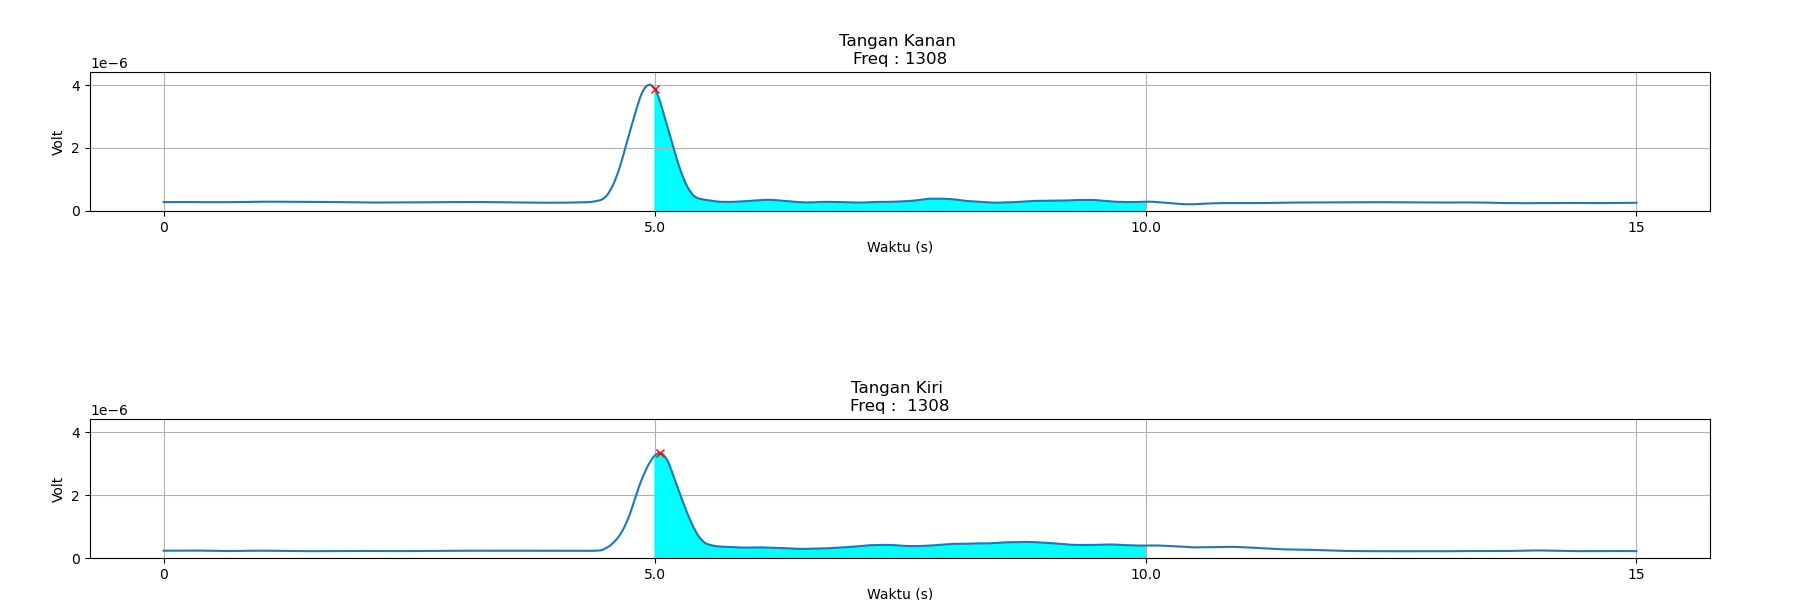 Tangan Kanan
Freq : 1308
1e−6
4
2
0
Volt
0 5.0 10.0 15
Waktu (s)
Tangan Kiri
Freq :  1308
1e−6
4
2
0
Volt
0 5.0 10.0 15
Waktu (s)